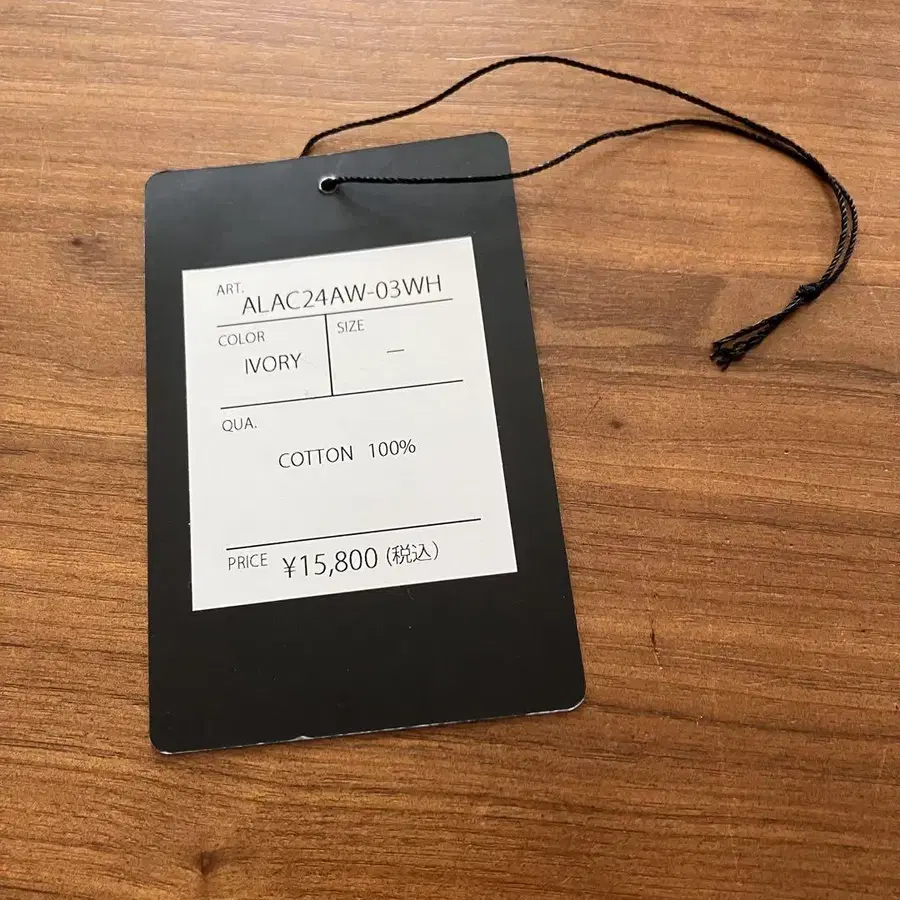 ART.
ALAC24AW-03WH
COLOR
IVORY
SIZE
—
QUA.
COTTON 100%
PRICE ¥15,800 (税込)